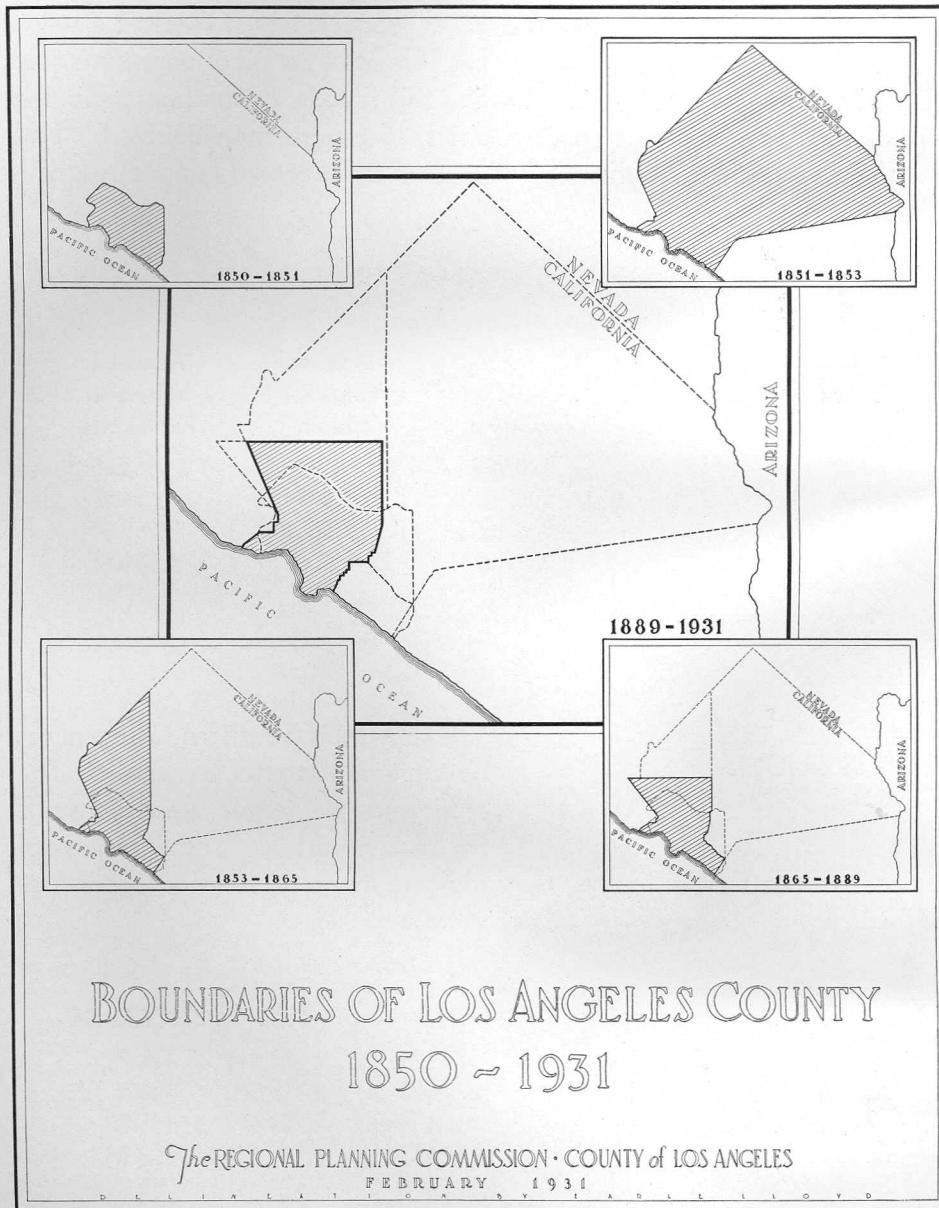 NEVADA
CALIFORNIA
ARIZONA
PACIFIC OCEAN
1850-1851
NEVADA
CALIFORNIA
ARIZONA
PACIFIC OCEAN
1851-1853
NEVADA
CALIFORNIA
ARIZONA
PACIFIC
OCEAN
1889-1931
NEVADA
CALIFORNIA
ARIZONA
PACIFIC OCEAN
1853-1865
NEVADA
CALIFORNIA
ARIZONA
PACIFIC OCEAN
1865-1889
BOUNDARIES OF LOS ANGELES COUNTY
1850 ~ 1931
The REGIONAL PLANNING COMMISSION · COUNTY of LOS ANGELES
FEBRUARY 1931
DELINEATION BY EARLE LLOYD